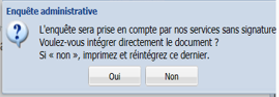 Enquête administrative
L'enquête sera prise en compte par nos services sans signature
Voulez-vous intégrer directement le document ?
Si « non », imprimez et réintégrez ce dernier.
Oui Non